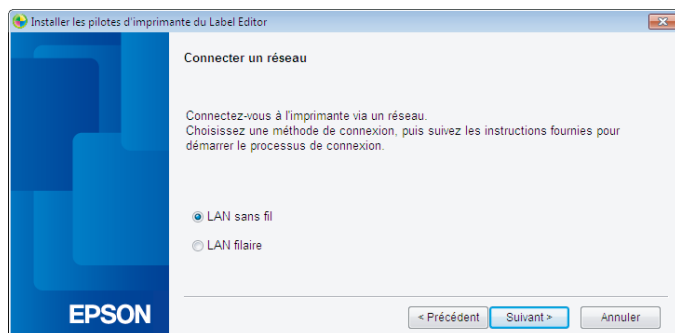 Installer les pilotes d'imprimante du Label Editor
Connecter un réseau
Connectez-vous à l'imprimante via un réseau.
Choisissez une méthode de connexion, puis suivez les instructions fournies pour
démarrer le processus de connexion.
LAN sans fil
LAN filaire
EPSON
< Précédent Suivant > Annuler